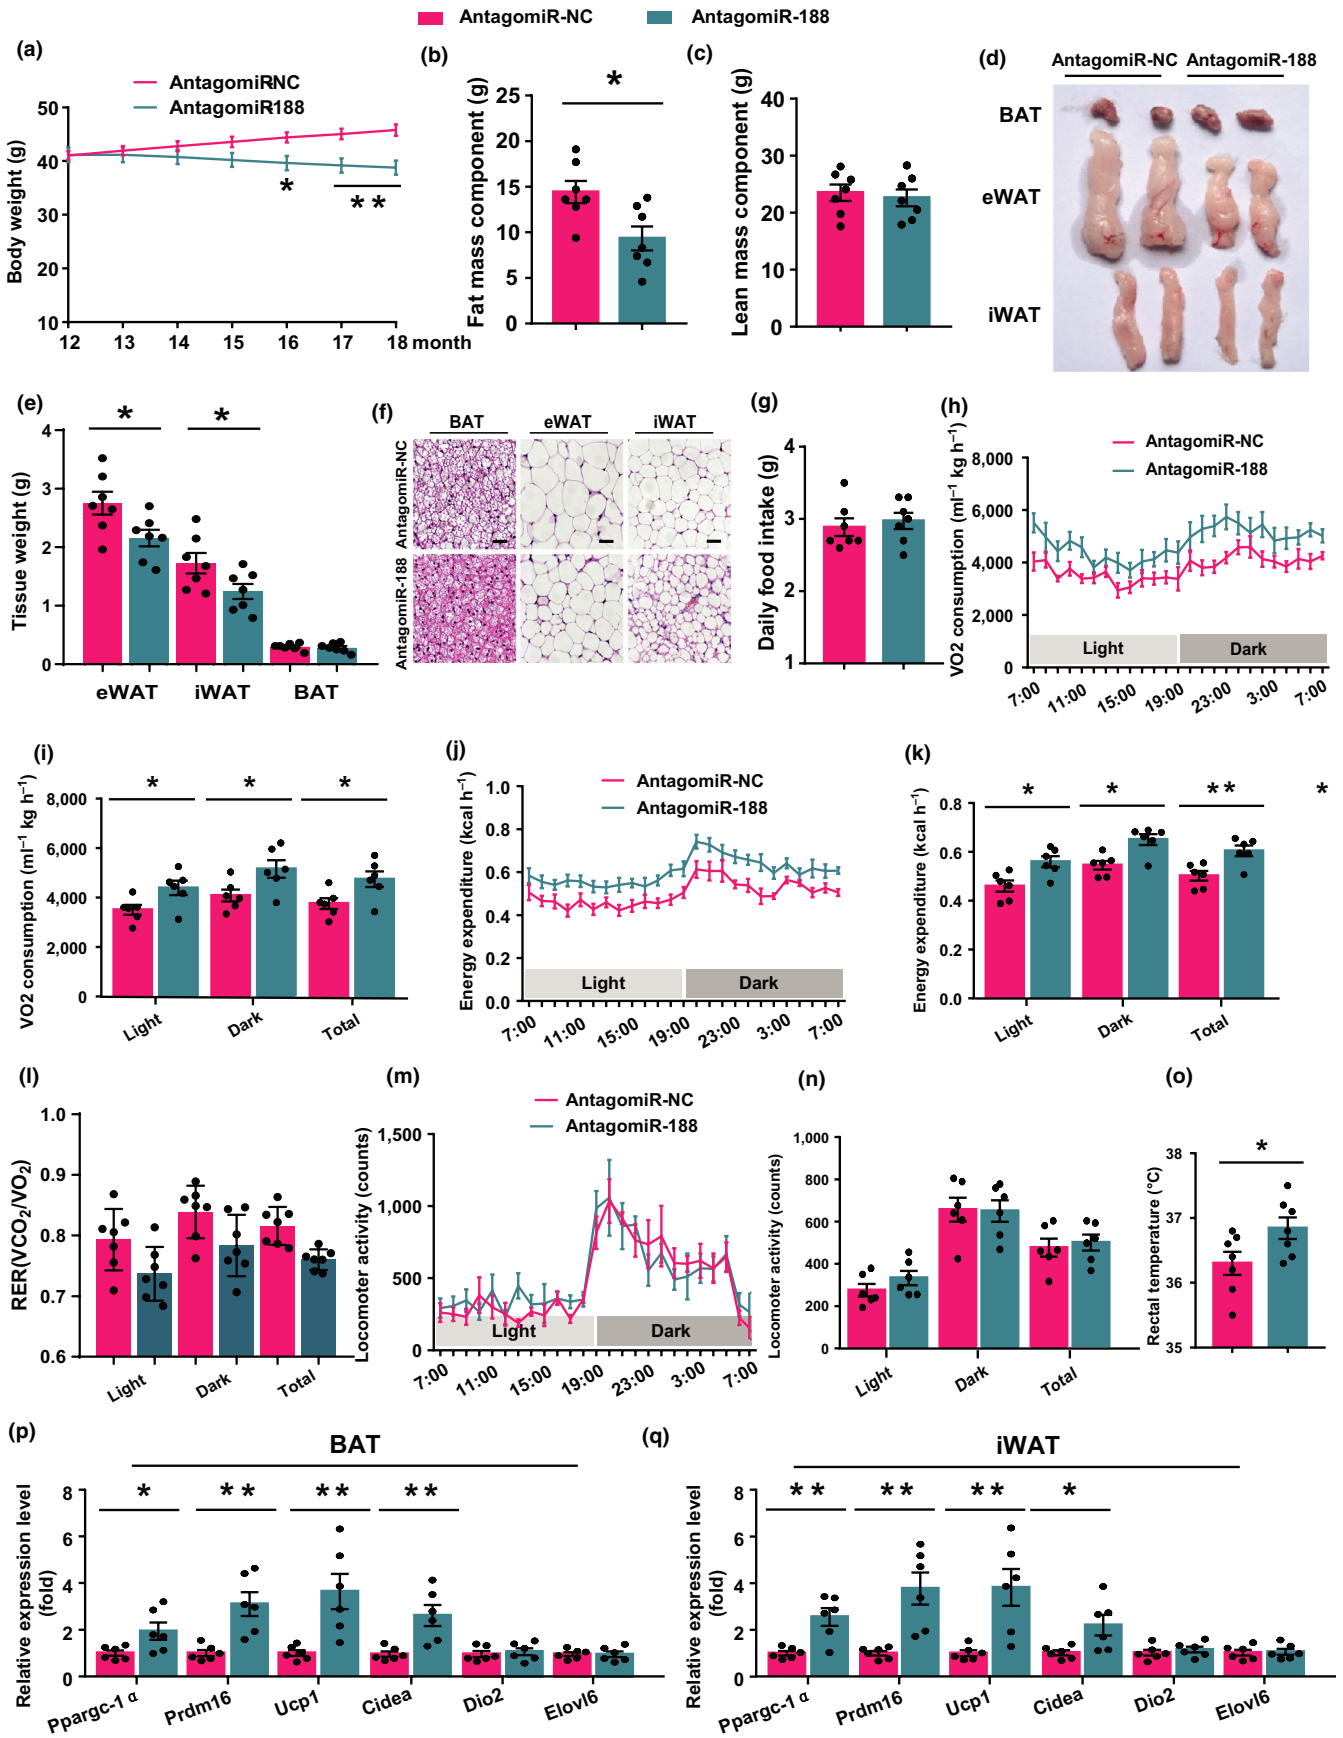 AntagomiR-NC AntagomiR-188
(a)
AntagomiR-NC
AntagomiR-188
Body weight (g)
50
40
30
20
10
12 13 14 15 16 17 18 month
*
**
(b)
Fat mass component (g)
25
20
15
10
5
0
*
(c)
Lean mass component (g)
40
30
20
10
0
(d)
AntagomiR-NC AntagomiR-188
BAT
eWAT
iWAT
(e)
Tissue weight (g)
4
3
2
1
0
* *
eWAT iWAT BAT
(f)
BAT eWAT iWAT
AntagomiR-NC
AntagomiR-188
(g)
Daily food intake (g)
4
3
2
1
(h)
AntagomiR-NC
AntagomiR-188
VO2 consumption (ml⁻¹ kg h⁻¹)
8,000
6,000
4,000
2,000
0
Light Dark
7:00 11:00 15:00 19:00 23:00 3:00 7:00
(i)
VO2 consumption (ml⁻¹ kg h⁻¹)
8,000
6,000
4,000
2,000
0
* * *
Light Dark Total
(j)
AntagomiR-NC
AntagomiR-188
Energy expenditure (kcal h⁻¹)
1.0
0.8
0.6
0.4
0.2
0.0
Light Dark
7:00 11:00 15:00 19:00 23:00 3:00 7:00
(k)
Energy expenditure (kcal h⁻¹)
0.8
0.6
0.4
0.2
0.0
* * ** *
Light Dark Total
(l)
RER(VCO₂/VO₂)
1.0
0.9
0.8
0.7
0.6
Light Dark Total
(m)
AntagomiR-NC
AntagomiR-188
Locomoter activity (counts)
1,500
1,000
500
0
Light Dark
7:00 11:00 15:00 19:00 23:00 3:00 7:00
(n)
Locomoter activity (counts)
1,000
800
600
400
200
0
Light Dark Total
(o)
Rectal temperature (°C)
38
37
36
35
*
(p)
BAT
Relative expression level
(fold)
8
6
4
2
0
* ** ** **
Ppargc-1α Prdm16 Ucp1 Cidea Dio2 Elovl6
(q)
iWAT
Relative expression level
(fold)
8
6
4
2
0
** ** ** *
Ppargc-1α Prdm16 Ucp1 Cidea Dio2 Elovl6